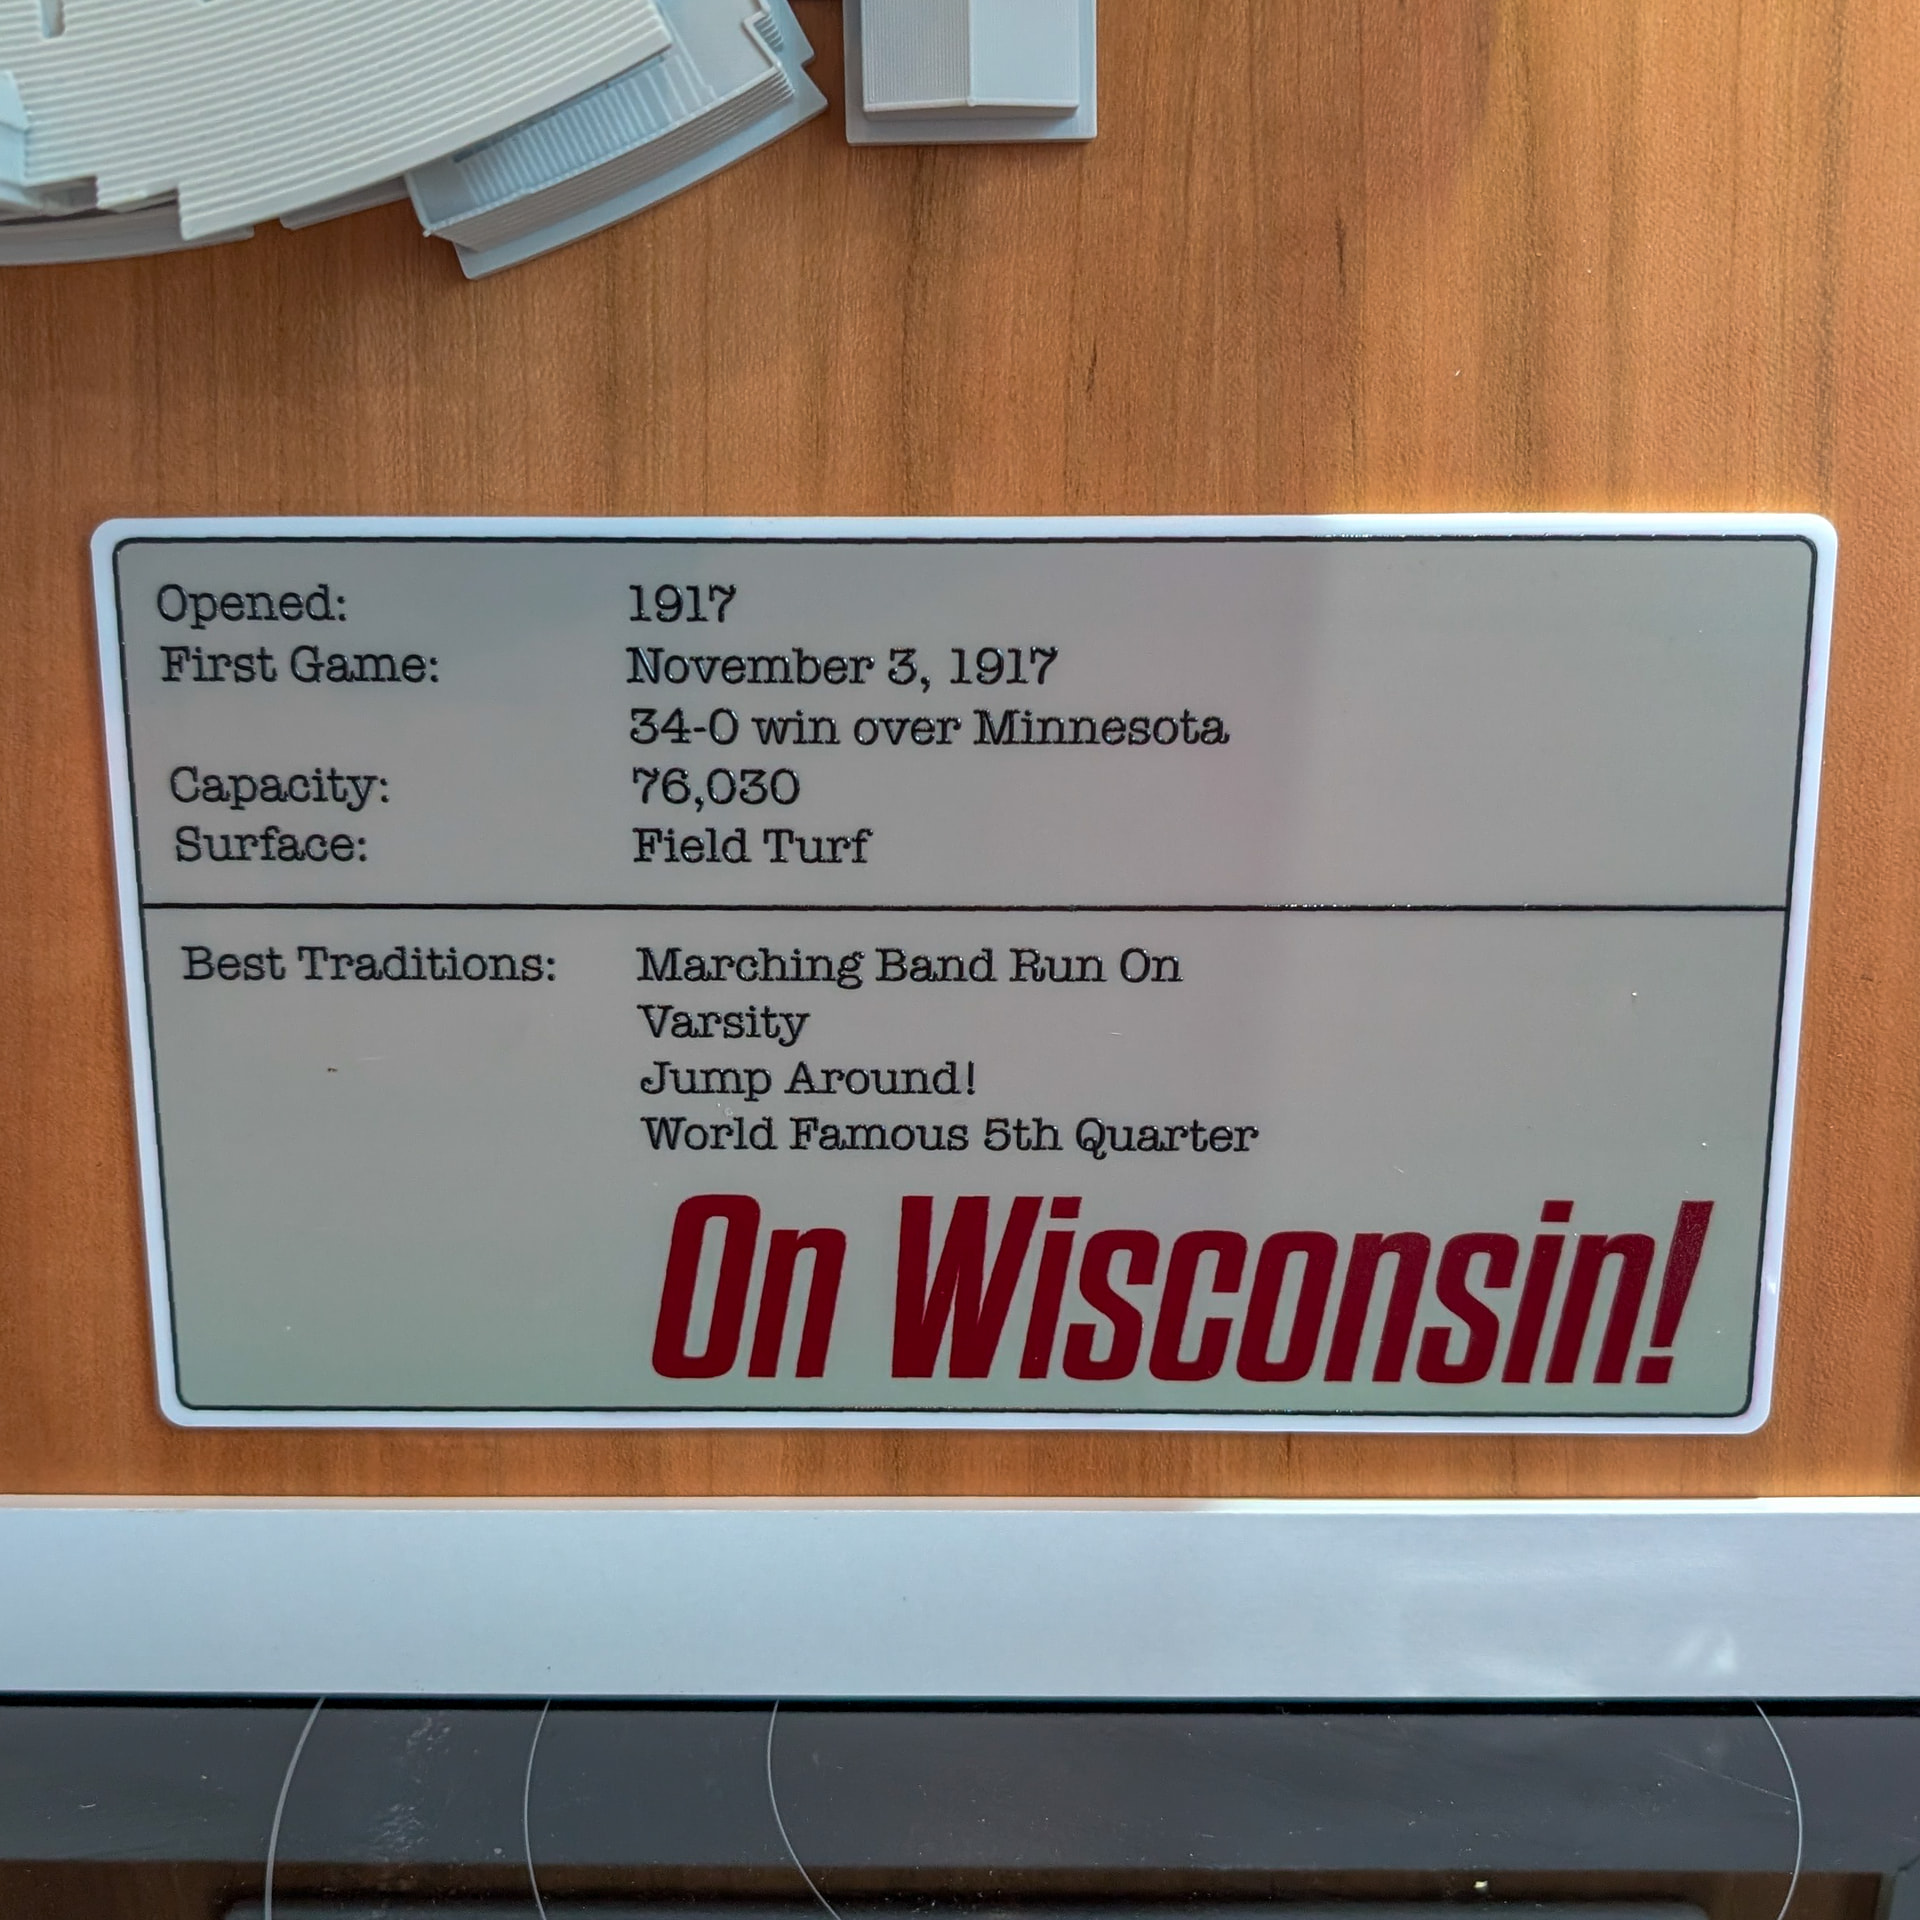 Opened: 1917
First Game: November 3, 1917
34-0 win over Minnesota
Capacity: 76,030
Surface: Field Turf
Best Traditions: Marching Band Run On
Varsity
Jump Around!
World Famous 5th Quarter
On Wisconsin!